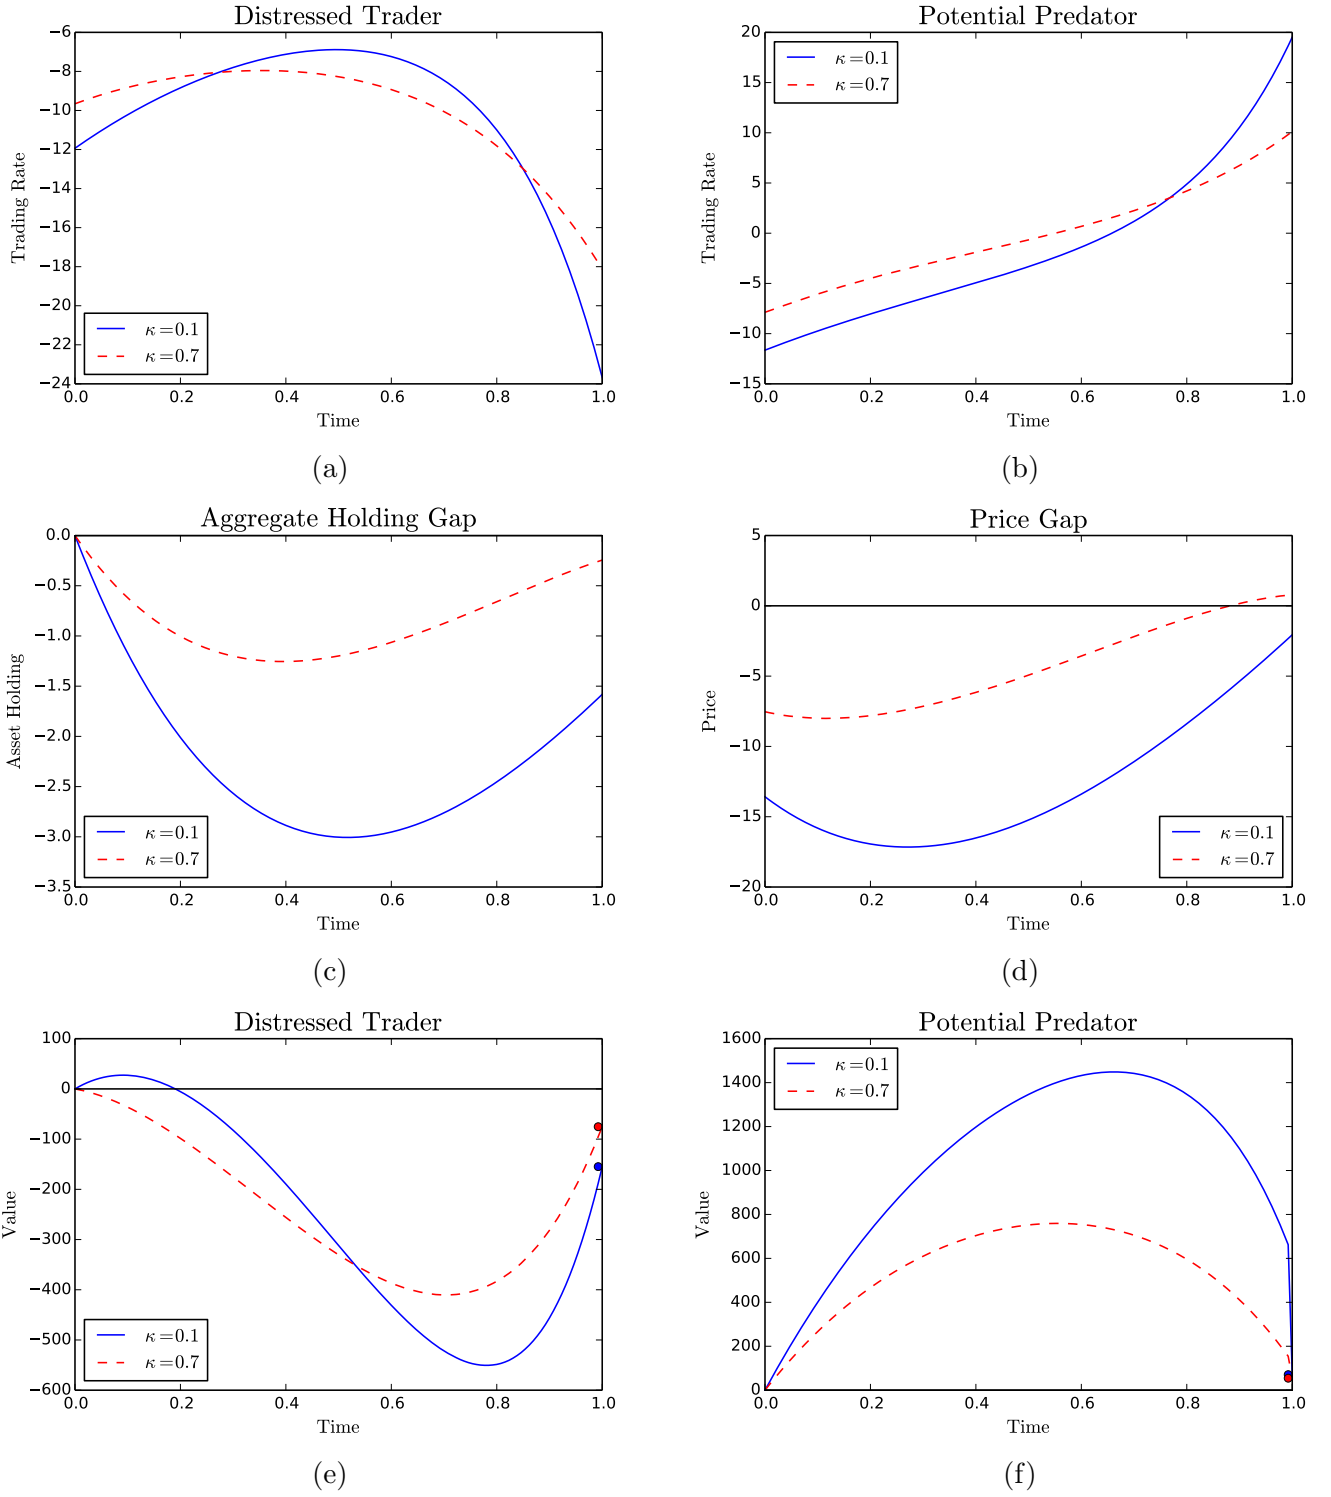 Distressed Trader
−6
−8
−10
−12
−14
−16
−18
−20
−22
−24
Trading Rate
κ=0.1
κ=0.7
0.0 0.2 0.4 0.6 0.8 1.0
Time
(a)
Potential Predator
20
15
10
5
0
−5
−10
−15
Trading Rate
κ=0.1
κ=0.7
0.0 0.2 0.4 0.6 0.8 1.0
Time
(b)
Aggregate Holding Gap
0.0
−0.5
−1.0
−1.5
−2.0
−2.5
−3.0
−3.5
Asset Holding
κ=0.1
κ=0.7
0.0 0.2 0.4 0.6 0.8 1.0
Time
(c)
Price Gap
5
0
−5
−10
−15
−20
Price
κ=0.1
κ=0.7
0.0 0.2 0.4 0.6 0.8 1.0
Time
(d)
Distressed Trader
100
0
−100
−200
−300
−400
−500
−600
Value
κ=0.1
κ=0.7
0.0 0.2 0.4 0.6 0.8 1.0
Time
(e)
Potential Predator
1600
1400
1200
1000
800
600
400
200
0
Value
κ=0.1
κ=0.7
0.0 0.2 0.4 0.6 0.8 1.0
Time
(f)